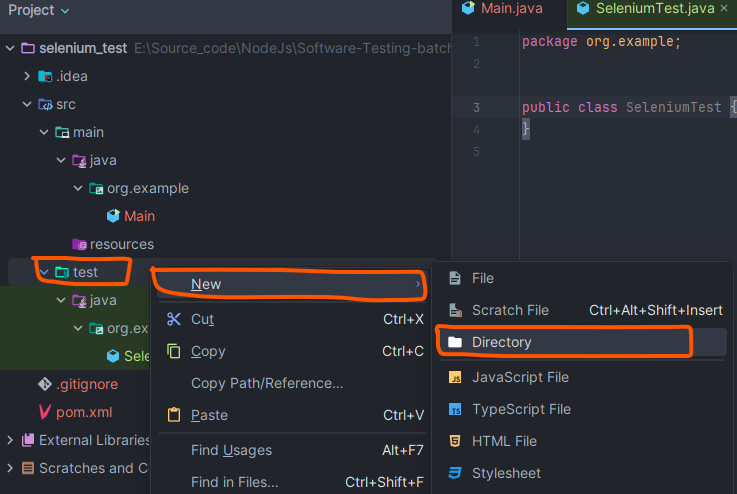 Project
selenium_test E:\Source_code\NodeJs\Software-Testing-batch
.idea
src
main
java
org.example
Main
resources
test
java
org.ex
Sele
.gitignore
pom.xml
External Libraries
Scratches and C
Main.java
SeleniumTest.java ×
1 package org.example;
2
3 public class SeleniumTest {
4 }
5
New
Cut Ctrl+X
Copy Ctrl+C
Copy Path/Reference...
Paste Ctrl+V
Find Usages Alt+F7
Find in Files... Ctrl+Shift+F
File
Scratch File Ctrl+Alt+Shift+Insert
Directory
JS JavaScript File
TS TypeScript File
HTML File
Stylesheet